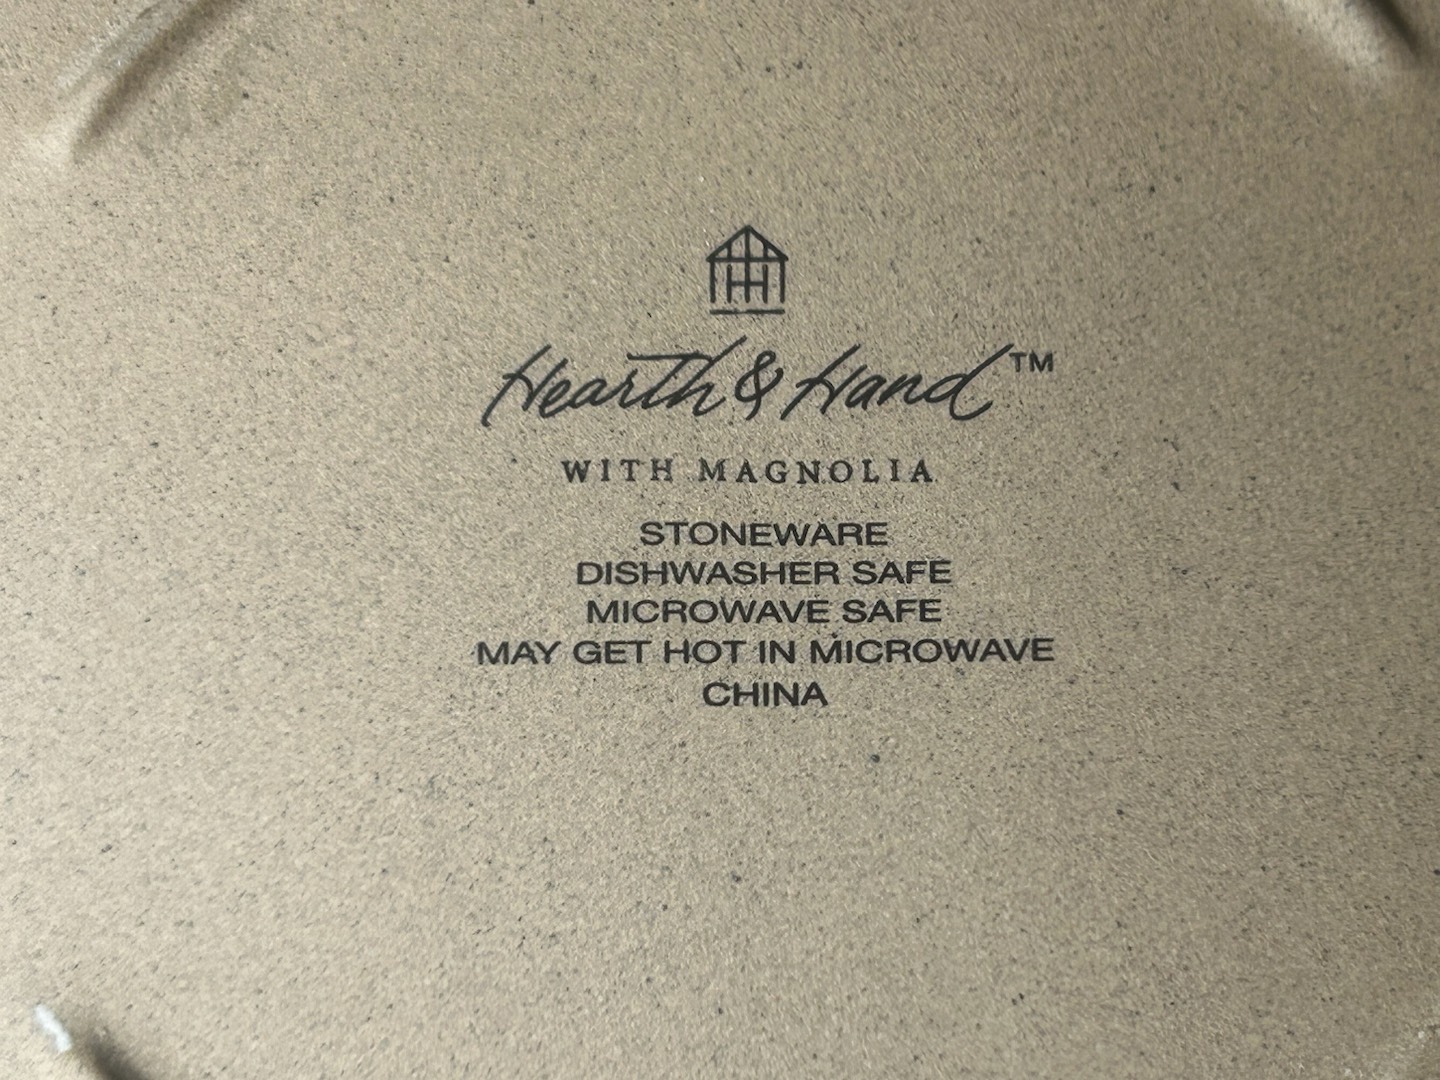 Hearth & Hand™
WITH MAGNOLIA
STONEWARE
DISHWASHER SAFE
MICROWAVE SAFE
MAY GET HOT IN MICROWAVE
CHINA